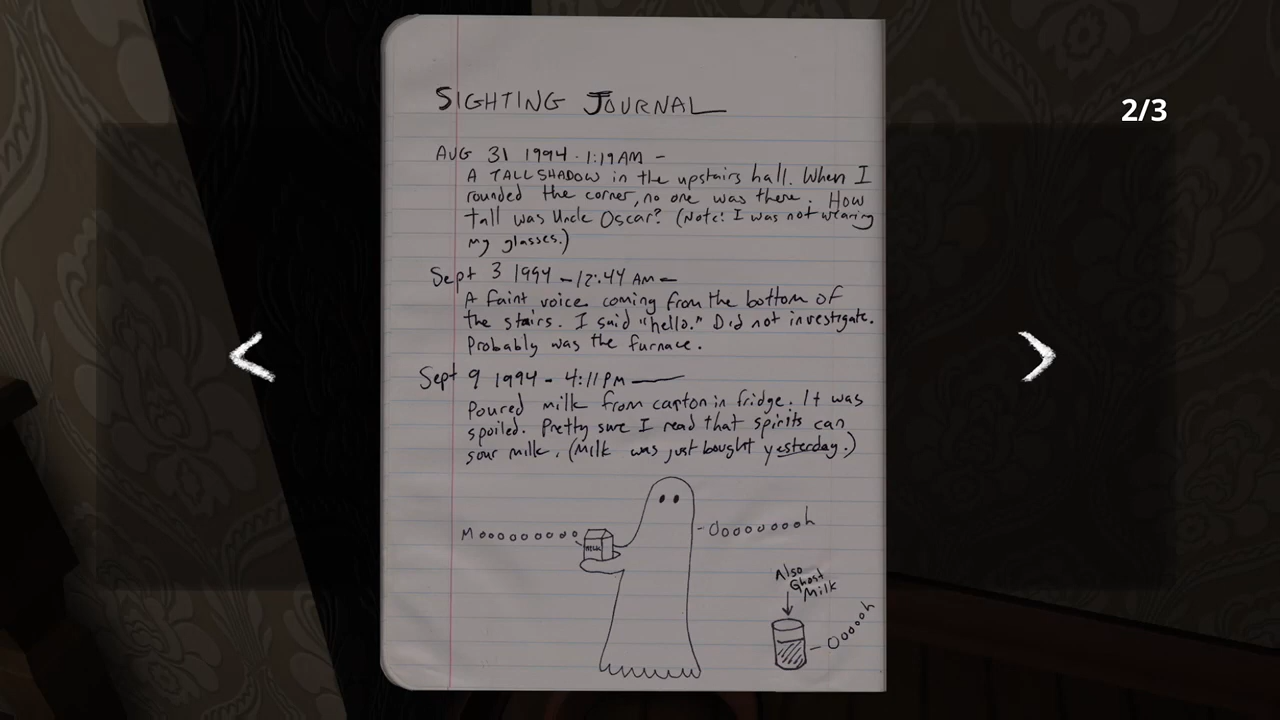 2/3
SIGHTING JOURNAL
AUG 31 1994 - 1:19 AM -
A TALL SHADOW in the upstairs hall. When I
rounded the corner, no one was there. How
tall was Uncle Oscar? (Note: I was not wearing
my glasses.)
Sept 3 1994 - 12:44 AM -
A faint voice coming from the bottom of
the stairs. I said "hello." Did not investigate.
Probably was the furnace.
Sept 9 1994 - 4:11 PM -
Poured milk from carton in fridge. It was
spoiled. Pretty sure I read that spirits can
sour milk. (Milk was just bought yesterday.)
Mooooooooo
MILK
-Ooooooooh
Also
Ghost
Milk
-Oooooh